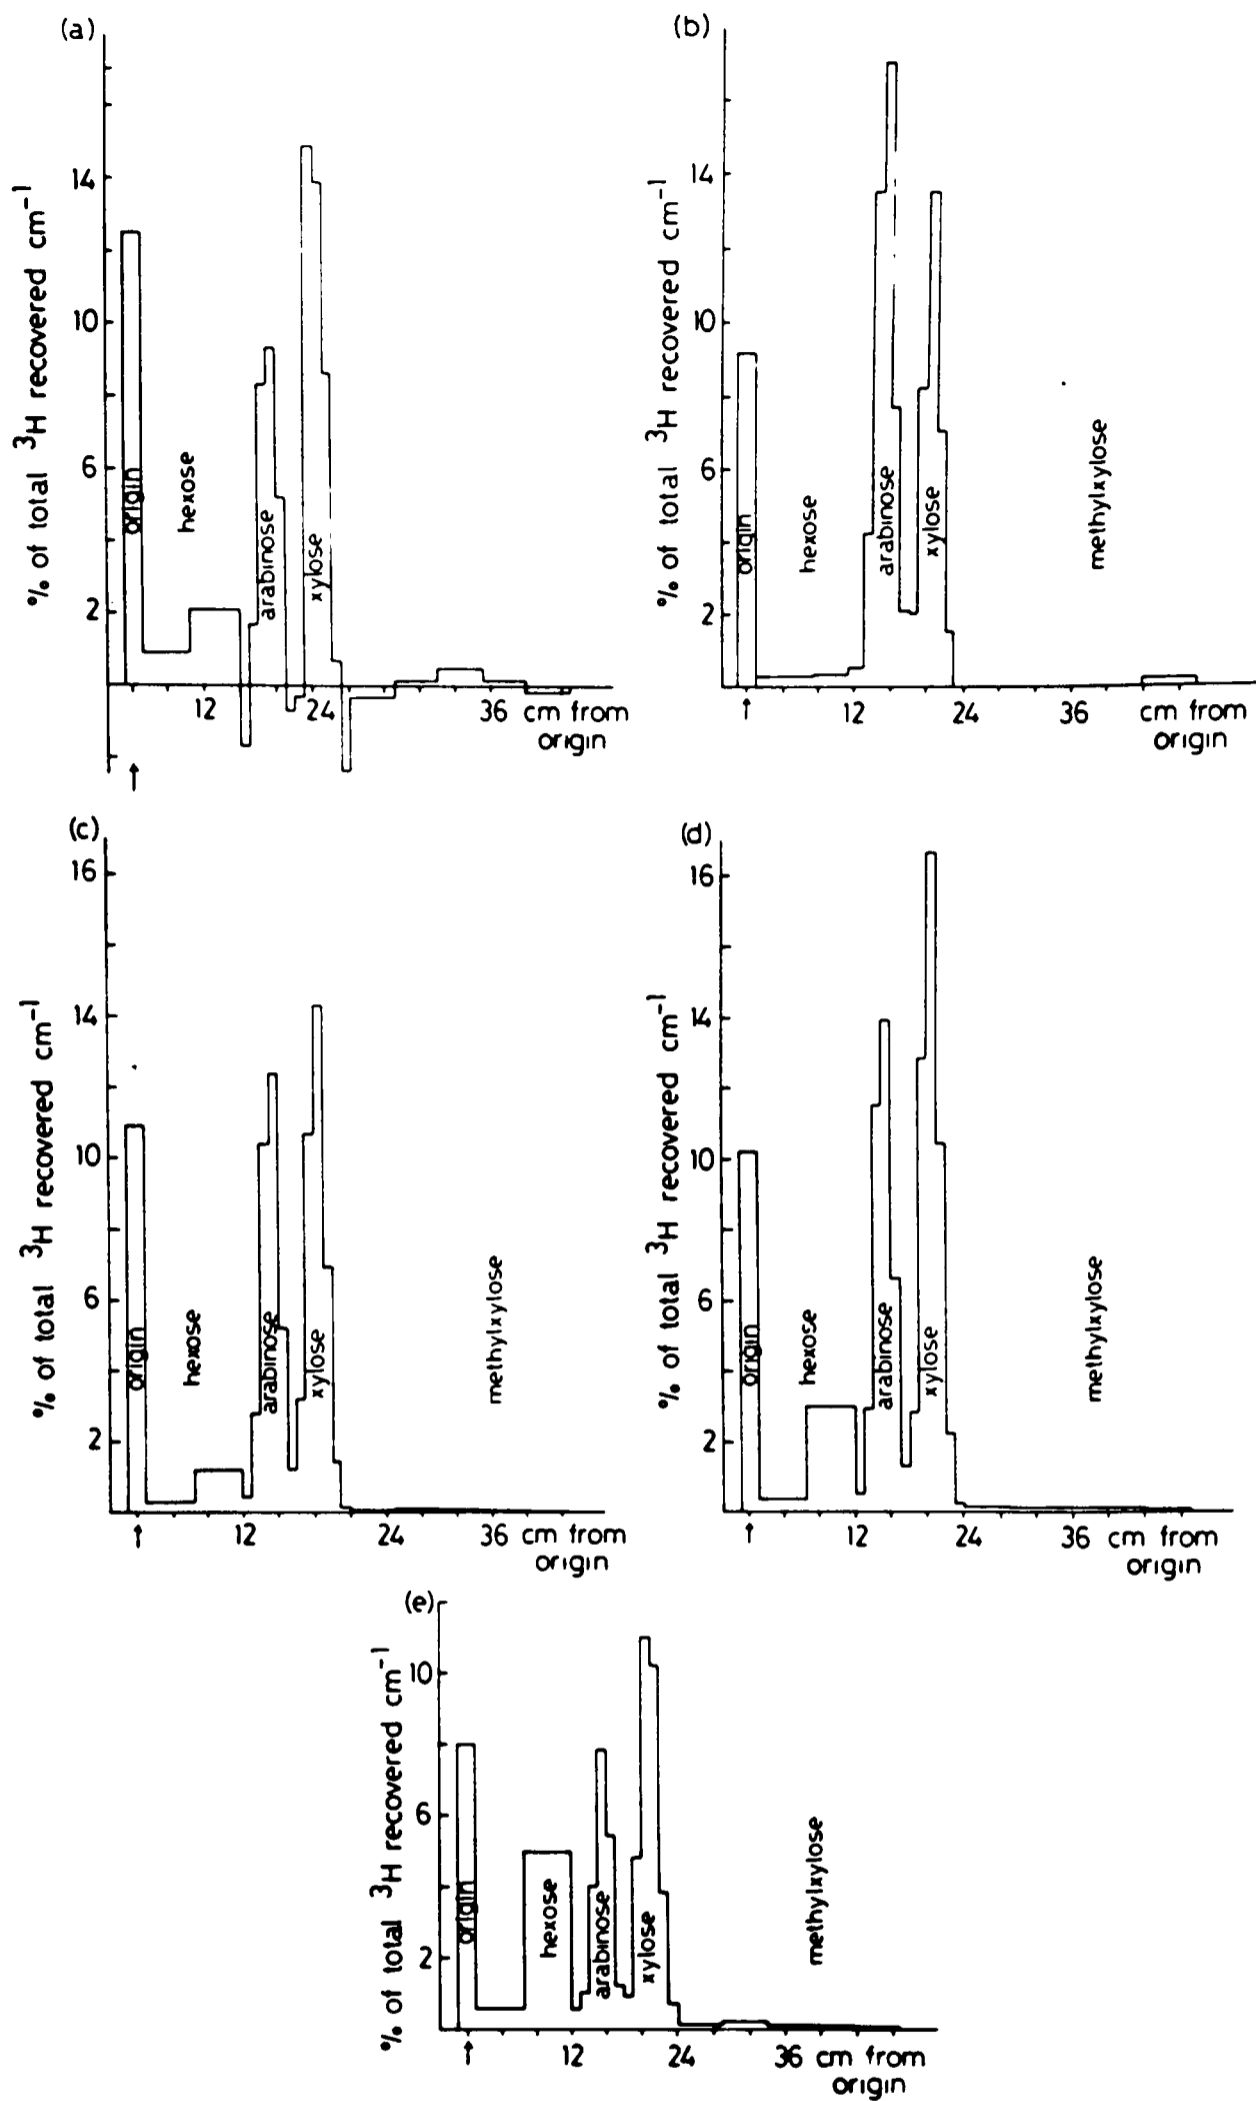 (a)
% of total ³H recovered cm⁻¹
14
10
6
2
origin
hexose
arabinose
xylose
12
24
36
cm from
origin
↑
(b)
% of total ³H recovered cm⁻¹
14
10
6
2
origin
hexose
arabinose
xylose
methylxylose
↑
12
24
36
cm from
origin
(c)
% of total ³H recovered cm⁻¹
16
14
10
6
2
origin
hexose
arabinose
xylose
methylxylose
↑
12
24
36 cm from
origin
(d)
% of total ³H recovered cm⁻¹
16
14
10
6
2
origin
hexose
arabinose
xylose
methylxylose
↑
12
24
36 cm from
origin
(e)
% of total ³H recovered cm⁻¹
10
6
2
origin
hexose
arabinose
xylose
methylxylose
↑
12
24
36 cm from
origin